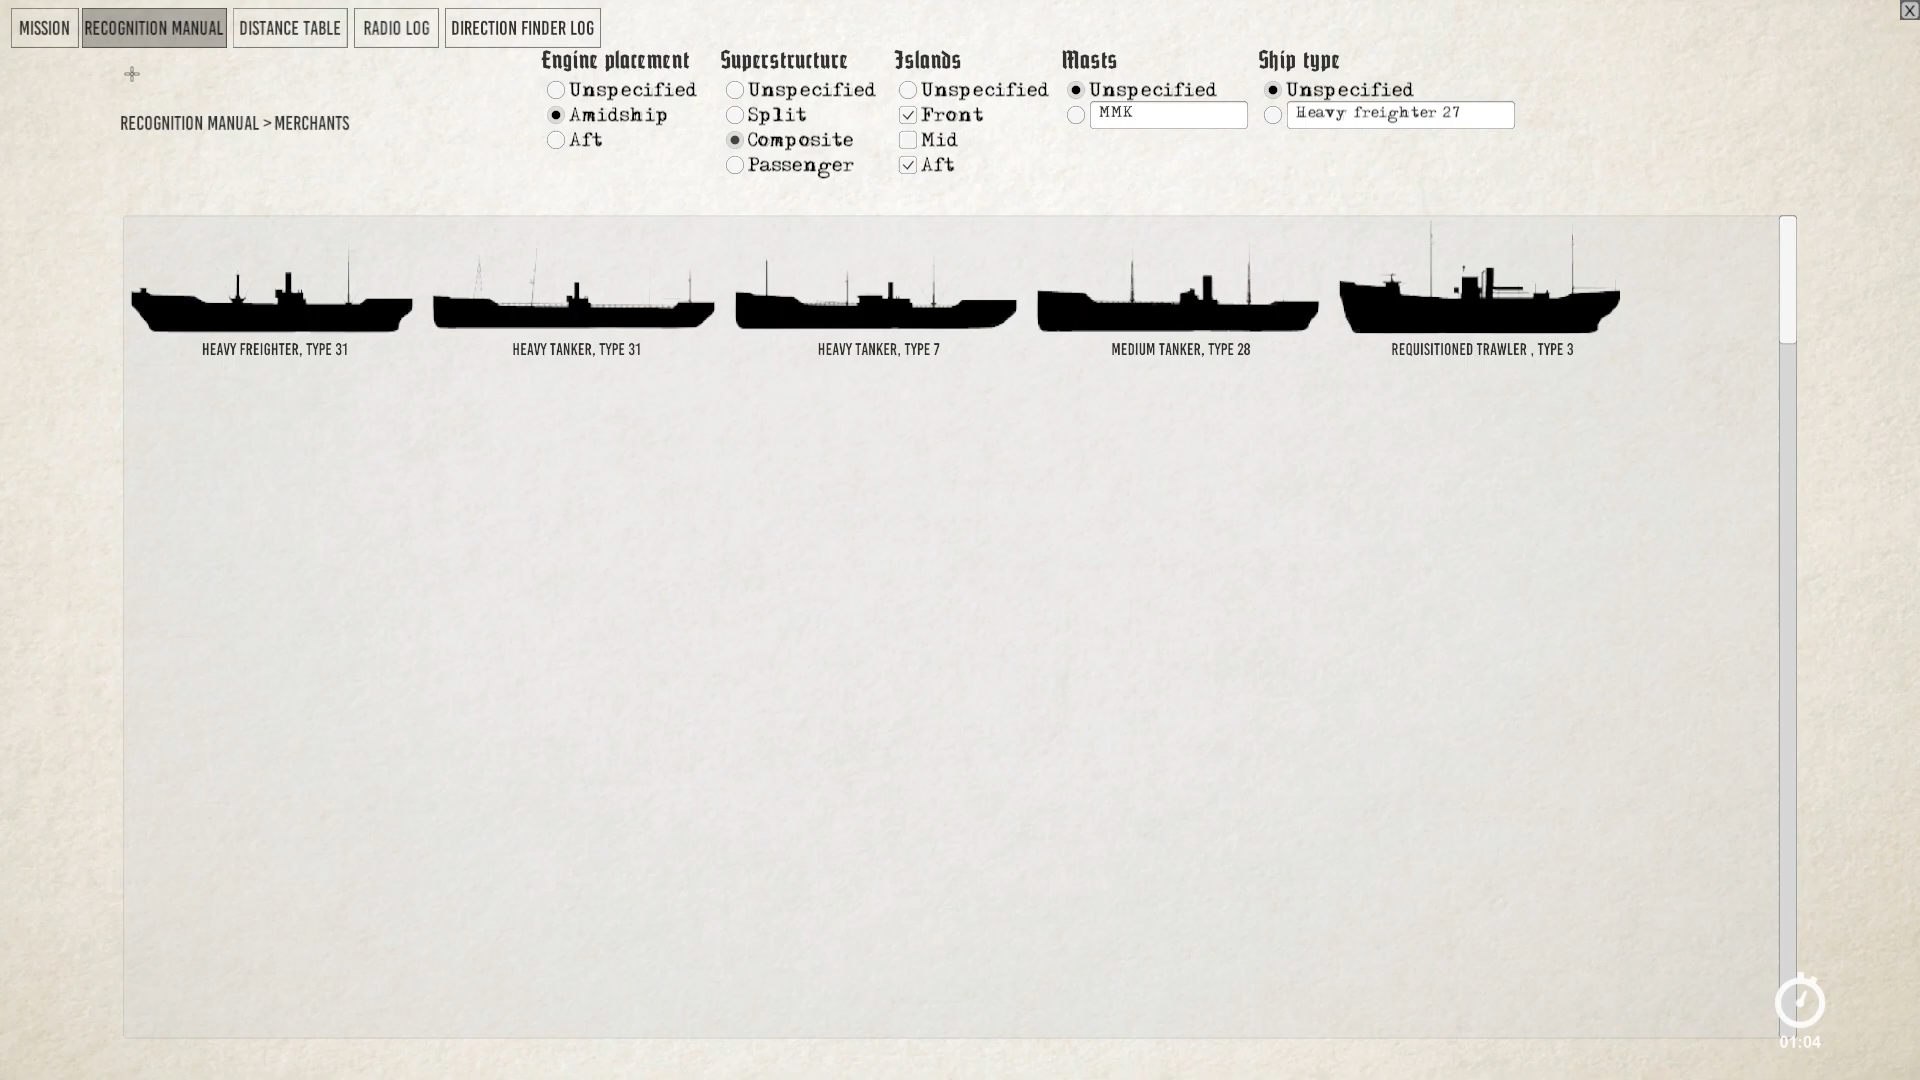 MISSION
RECOGNITION MANUAL
DISTANCE TABLE
RADIO LOG
DIRECTION FINDER LOG
X
RECOGNITION MANUAL > MERCHANTS
Engine placement
Unspecified
Amidship
Aft
Superstructure
Unspecified
Split
Composite
Passenger
Islands
Unspecified
Front
Mid
Aft
Masts
Unspecified
MMK
Ship type
Unspecified
Heavy freighter 27
HEAVY FREIGHTER, TYPE 31
HEAVY TANKER, TYPE 31
HEAVY TANKER, TYPE 7
MEDIUM TANKER, TYPE 28
REQUISITIONED TRAWLER , TYPE 3
01:04